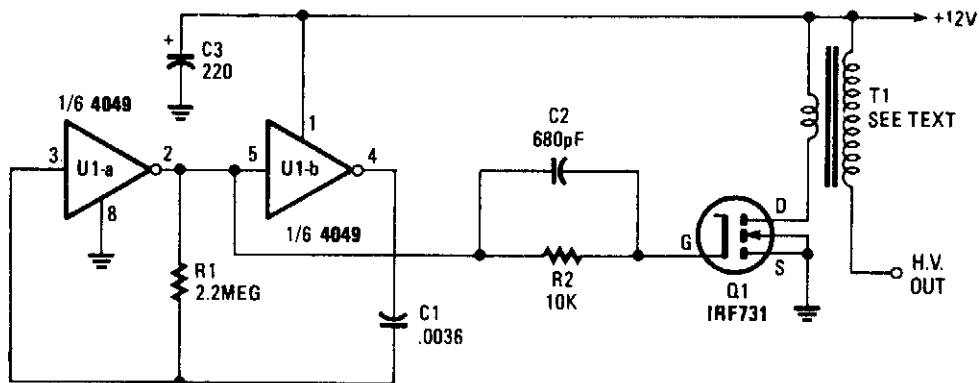 +12V
+
C3
220
1/6 4049
3
U1-a
2
8
R1
2.2MEG
1
5
U1-b
4
1/6 4049
C1
.0036
C2
680pF
R2
10K
G
D
S
Q1
IRF731
T1
SEE TEXT
H.V.
OUT